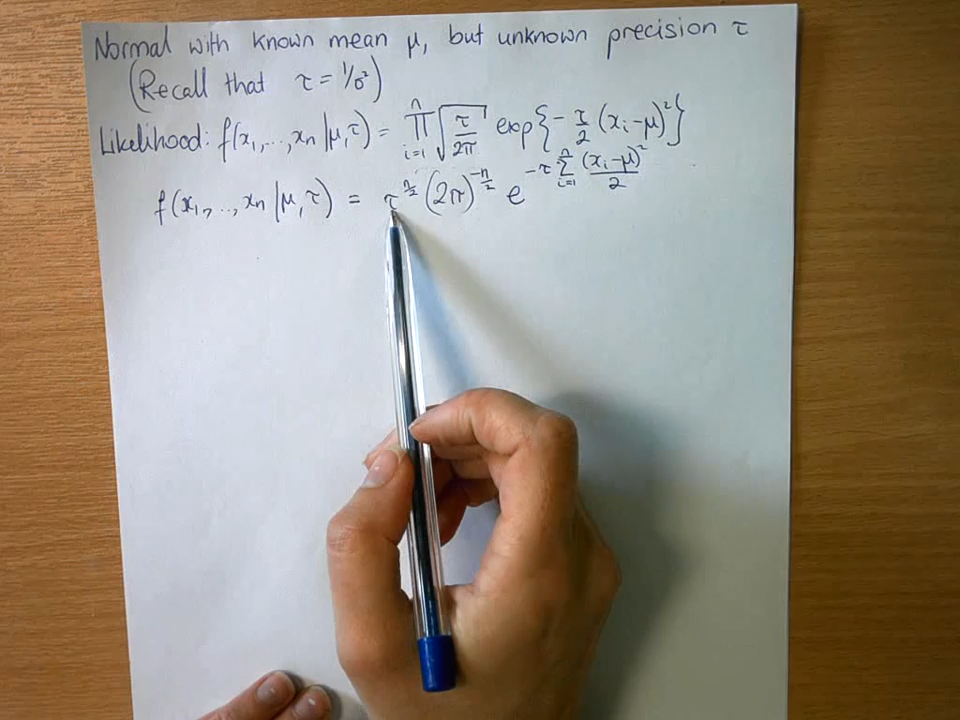 Normal with known mean μ, but unknown precision τ
(Recall that τ = 1/σ²)
Likelihood: f(x₁,...,xₙ|μ,τ) = ∏ᵢ₌₁ⁿ √(τ/2π) exp{-τ/2 (xᵢ-μ)²}
f(x₁,...,xₙ|μ,τ) = τ^(n/2) (2π)^(-n/2) e^(-τ ∑ᵢ₌₁ⁿ (xᵢ-μ)²/2)